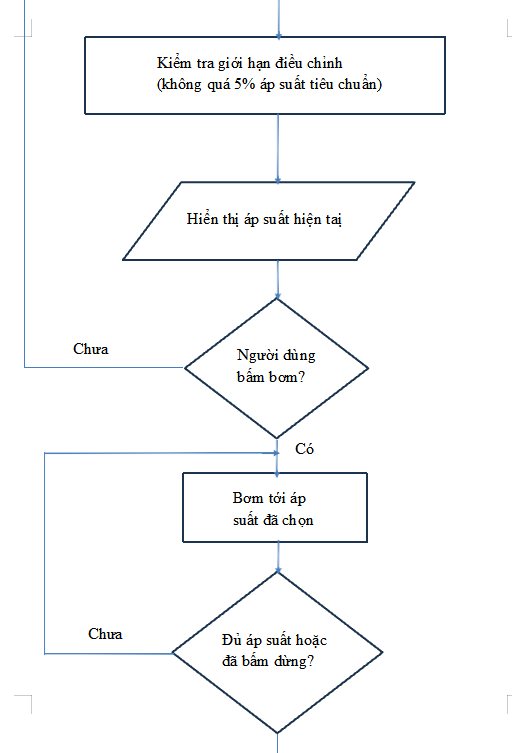 Kiểm tra giới hạn điều chỉnh
(không quá 5% áp suất tiêu chuẩn)
Hiển thị áp suất hiện taị
Chưa
Người dùng
bấm bơm?
Có
Bơm tới áp
suất đã chọn
Chưa
Đủ áp suất hoặc
đã bấm dừng?